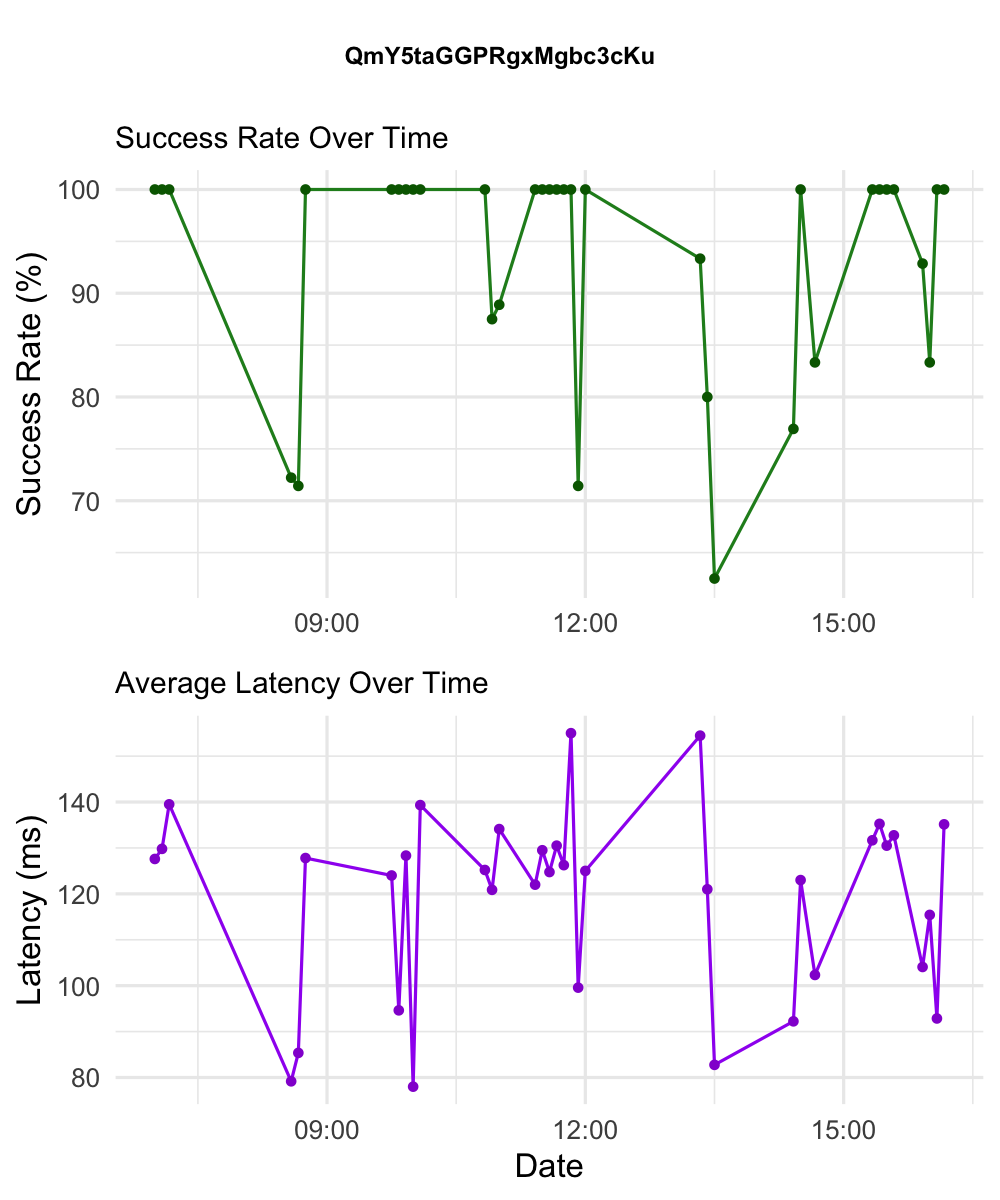 QmY5taGGPRgxMgbc3cKu
Success Rate Over Time
Success Rate (%)
100
90
80
70
09:00 12:00 15:00
Average Latency Over Time
Latency (ms)
140
120
100
80
09:00 12:00 15:00
Date